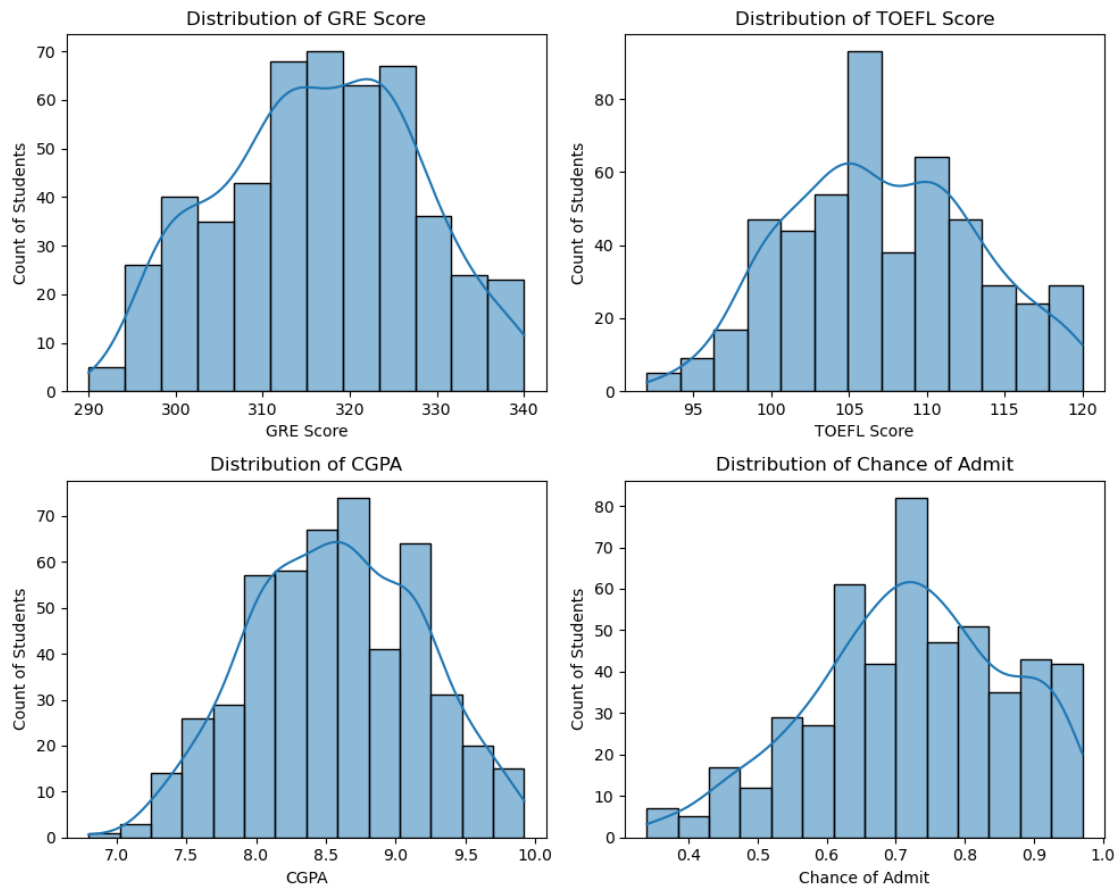 Distribution of GRE Score
Count of Students
70
60
50
40
30
20
10
0
290 300 310 320 330 340
GRE Score
Distribution of TOEFL Score
Count of Students
80
60
40
20
0
95 100 105 110 115 120
TOEFL Score
Distribution of CGPA
Count of Students
70
60
50
40
30
20
10
0
7.0 7.5 8.0 8.5 9.0 9.5 10.0
CGPA
Distribution of Chance of Admit
Count of Students
80
70
60
50
40
30
20
10
0
0.4 0.5 0.6 0.7 0.8 0.9 1.0
Chance of Admit